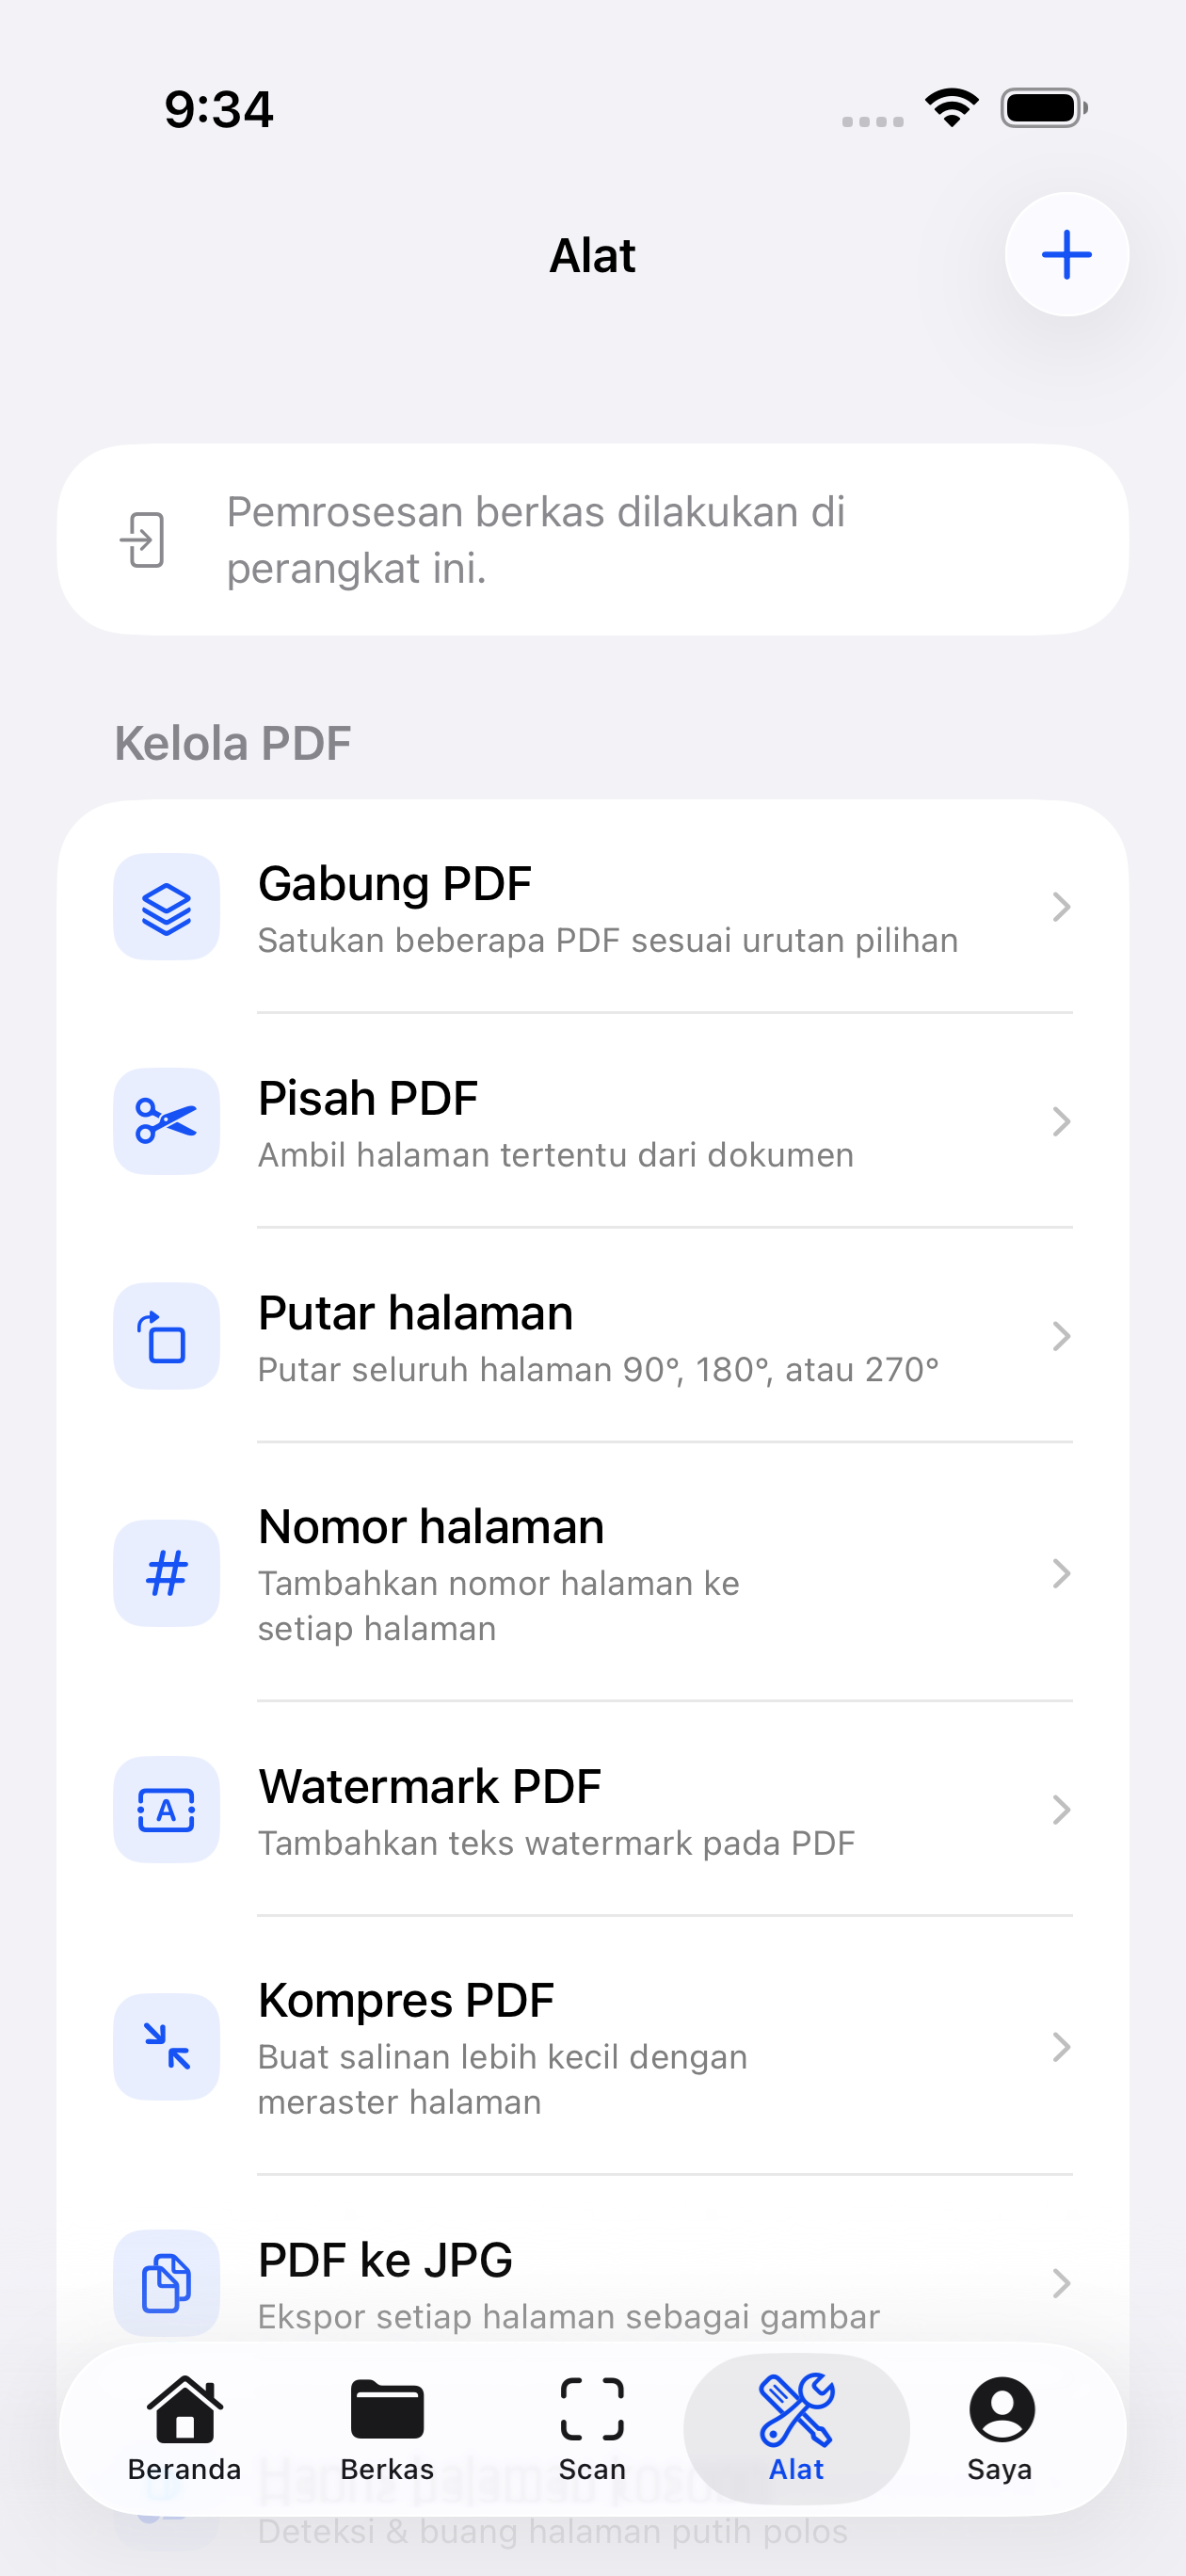 9:34
Alat
Pemrosesan berkas dilakukan di
perangkat ini.
Kelola PDF
Gabung PDF
Satukan beberapa PDF sesuai urutan pilihan
Pisah PDF
Ambil halaman tertentu dari dokumen
Putar halaman
Putar seluruh halaman 90°, 180°, atau 270°
Nomor halaman
Tambahkan nomor halaman ke
setiap halaman
Watermark PDF
Tambahkan teks watermark pada PDF
Kompres PDF
Buat salinan lebih kecil dengan
meraster halaman
PDF ke JPG
Ekspor setiap halaman sebagai gambar
Beranda
Berkas
Scan
Alat
Saya
Deteksi & buang halaman putih polos